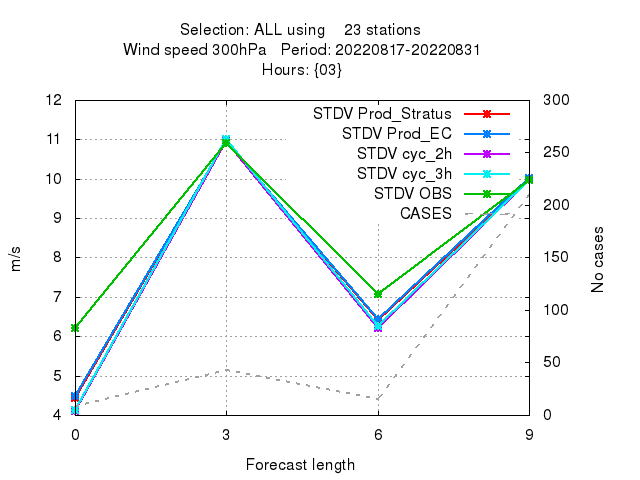 Selection: ALL using 23 stations
Wind speed 300hPa Period: 20220817-20220831
Hours: {03}
12
11
10
9
8
7
6
5
4
300
250
200
150
100
50
0
STDV Prod_Stratus
STDV Prod_EC
STDV cyc_2h
STDV cyc_3h
STDV OBS
CASES
m/s
No cases
0 3 6 9
Forecast length